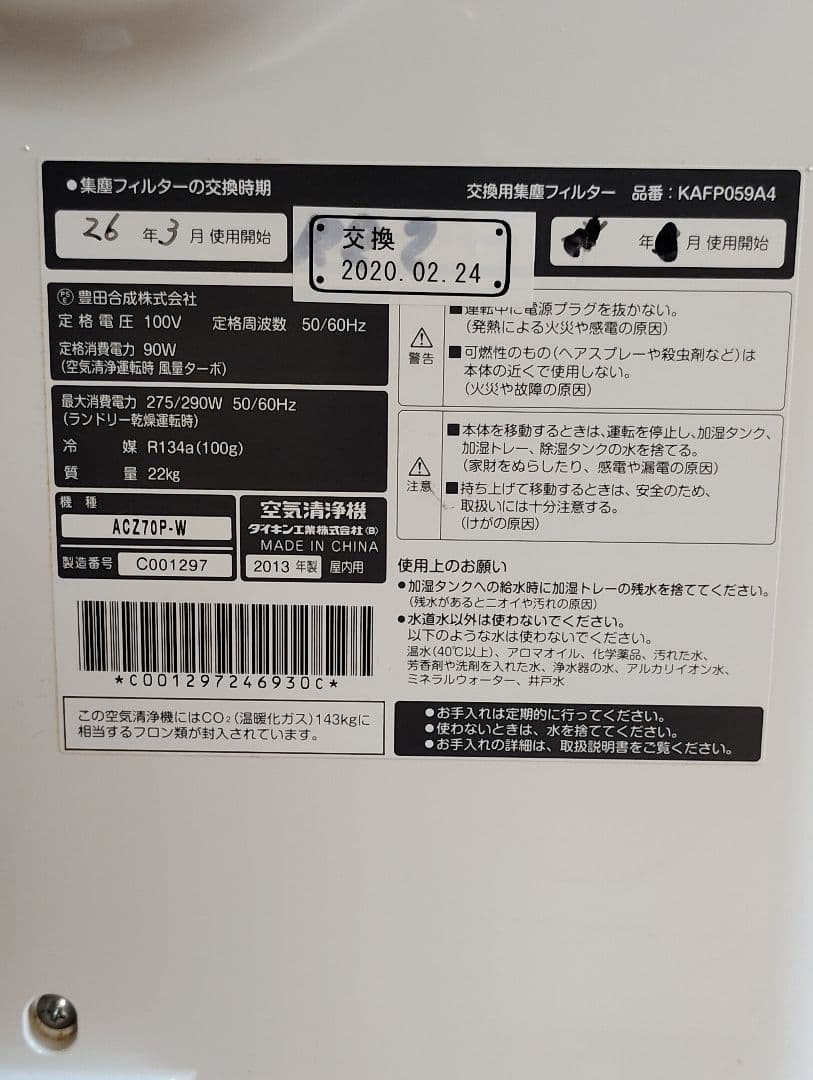 ●集塵フィルターの交換時期
交換用集塵フィルター 品番：KAFP059A4
26年3月使用開始
交換
2020.02.24
年 月使用開始
豊田合成株式会社
定格電圧 100V 定格周波数 50/60Hz
定格消費電力 90W
(空気清浄運転時 風量ターボ)
最大消費電力 275/290W 50/60Hz
(ランドリー乾燥運転時)
冷媒 R134a(100g)
質量 22kg
機種
ACZ70P-W
製造番号 C001297
空気清浄機
ダイキン工業株式会社(B)
MADE IN CHINA
2013年製 屋内用
*C001297246930C*
この空気清浄機にはCO₂(温暖化ガス)143kgに
相当するフロン類が封入されています。
警告
■運転中に電源プラグを抜かない。
(発熱による火災や感電の原因)
■可燃性のもの(ヘアスプレーや殺虫剤など)は
本体の近くで使用しない。
(火災や故障の原因)
注意
■本体を移動するときは、運転を停止し、加湿タンク、
加湿トレー、除湿タンクの水を捨てる。
(家財をぬらしたり、感電や漏電の原因)
■持ち上げて移動するときは、安全のため、
取扱いには十分注意する。
(けがの原因)
使用上のお願い
●加湿タンクへの給水時に加湿トレーの残水を捨ててください。
(残水があるとニオイや汚れの原因)
●水道水以外は使わないでください。
以下のような水は使わないでください。
温水(40℃以上)、アロマオイル、化学薬品、汚れた水、
芳香剤や洗剤を入れた水、浄水器の水、アルカリイオン水、
ミネラルウォーター、井戸水
●お手入れは定期的に行ってください。
●使わないときは、水を捨ててください。
●お手入れの詳細は、取扱説明書をご覧ください。